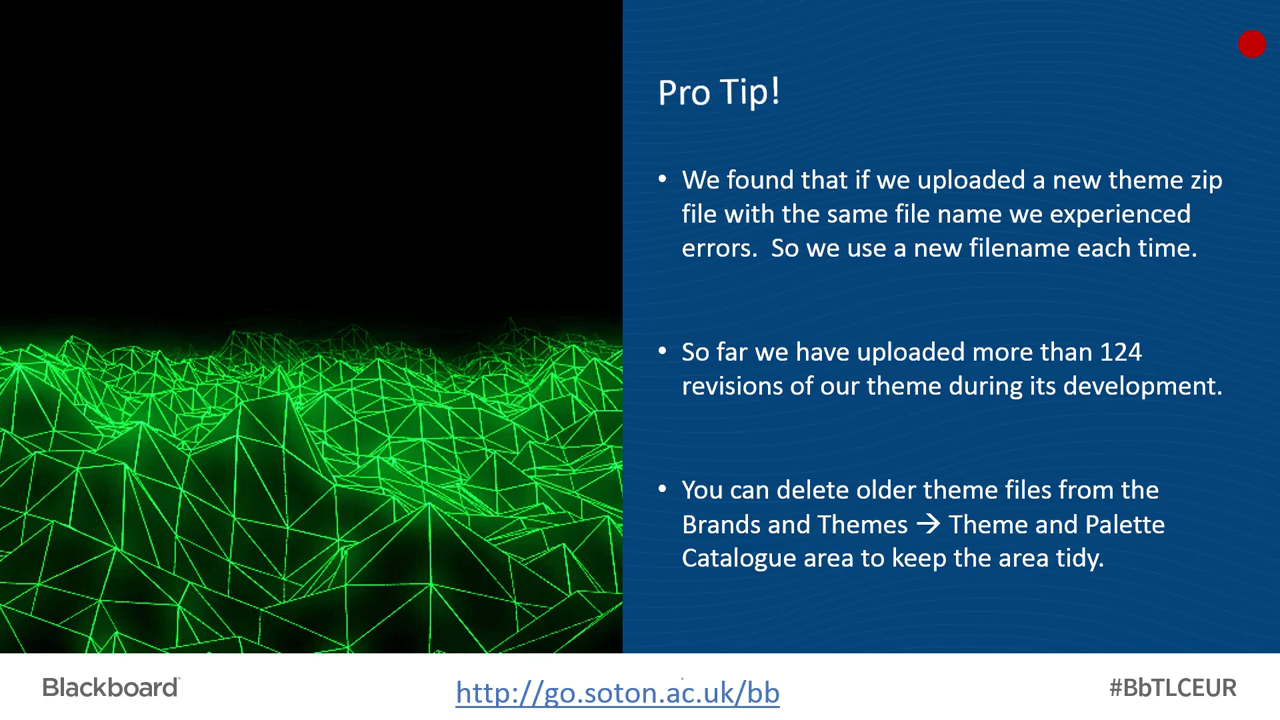 Pro Tip!
• We found that if we uploaded a new theme zip
file with the same file name we experienced
errors.  So we use a new filename each time.
• So far we have uploaded more than 124
revisions of our theme during its development.
• You can delete older theme files from the
Brands and Themes → Theme and Palette
Catalogue area to keep the area tidy.
Blackboard
http://go.soton.ac.uk/bb
#BbTLCEUR